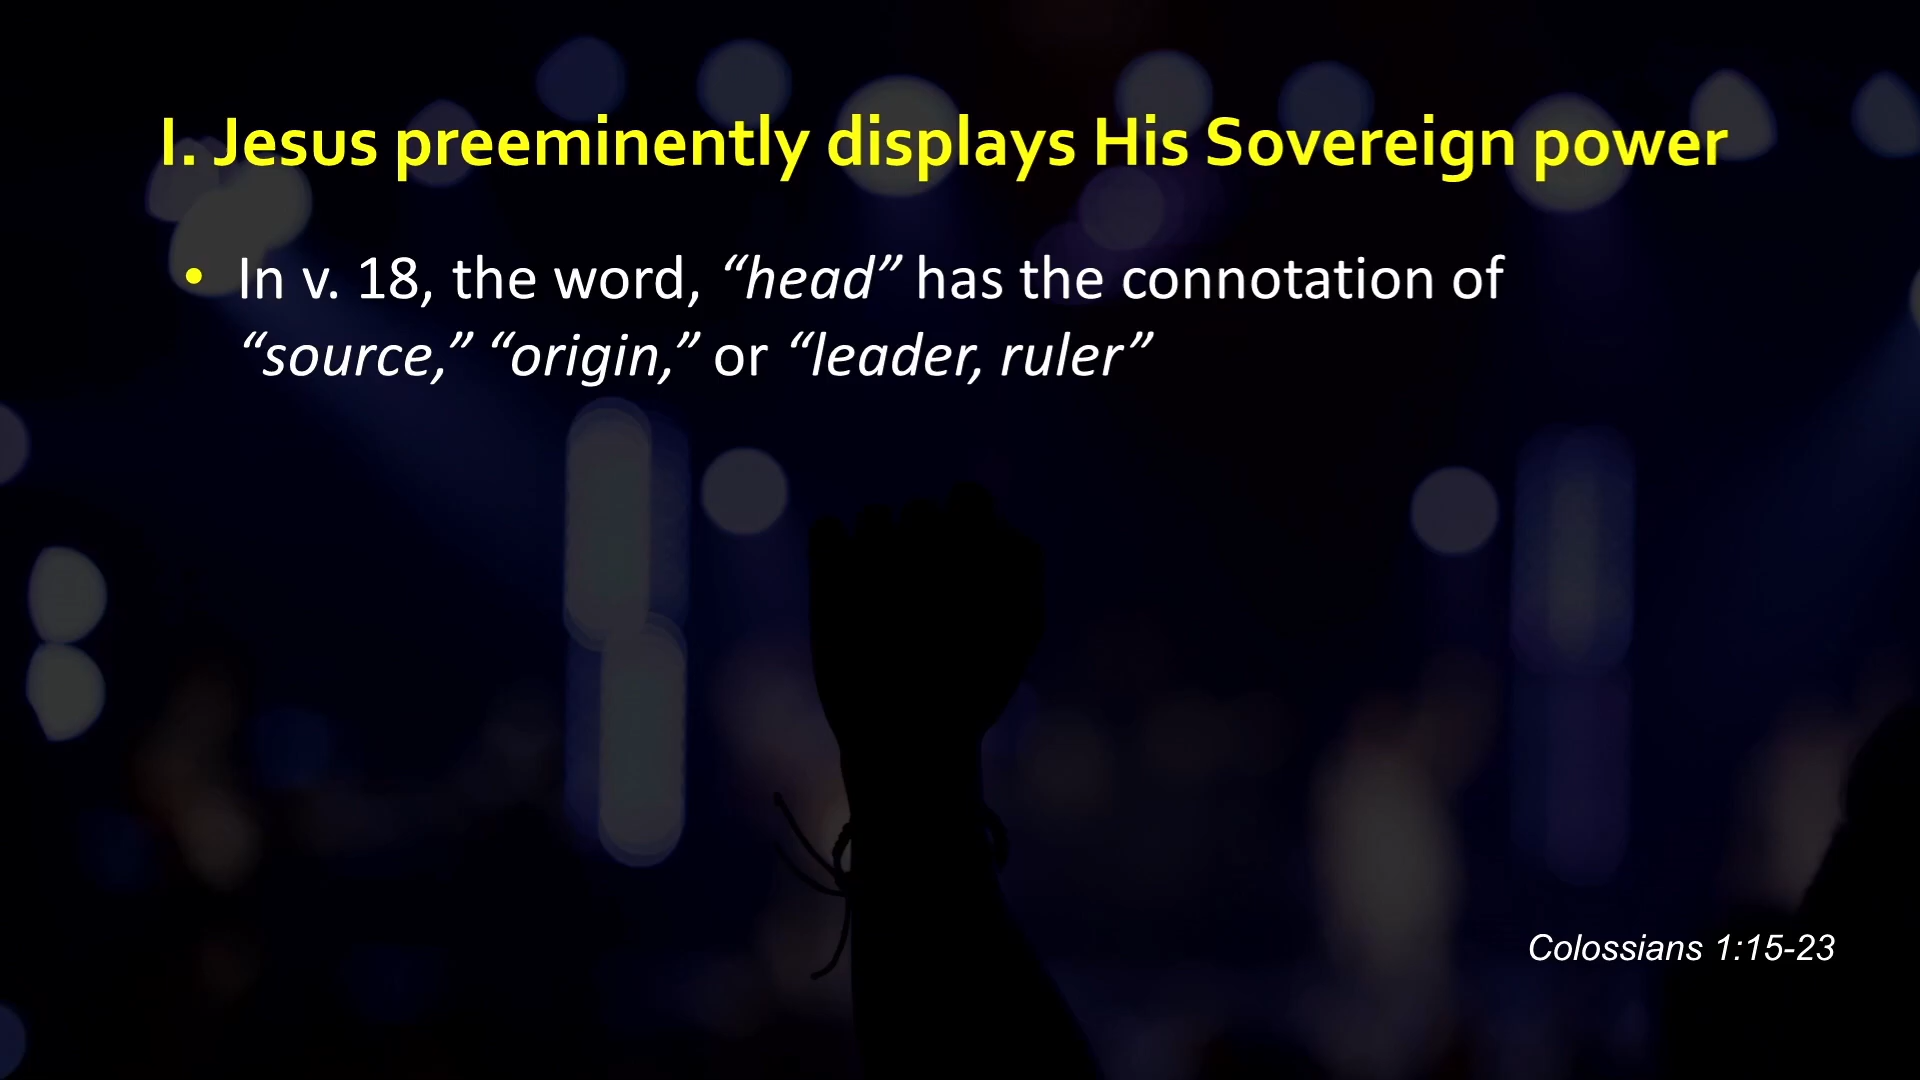 I. Jesus preeminently displays His Sovereign power
• In v. 18, the word, “head” has the connotation of
“source,” “origin,” or “leader, ruler”
Colossians 1:15-23